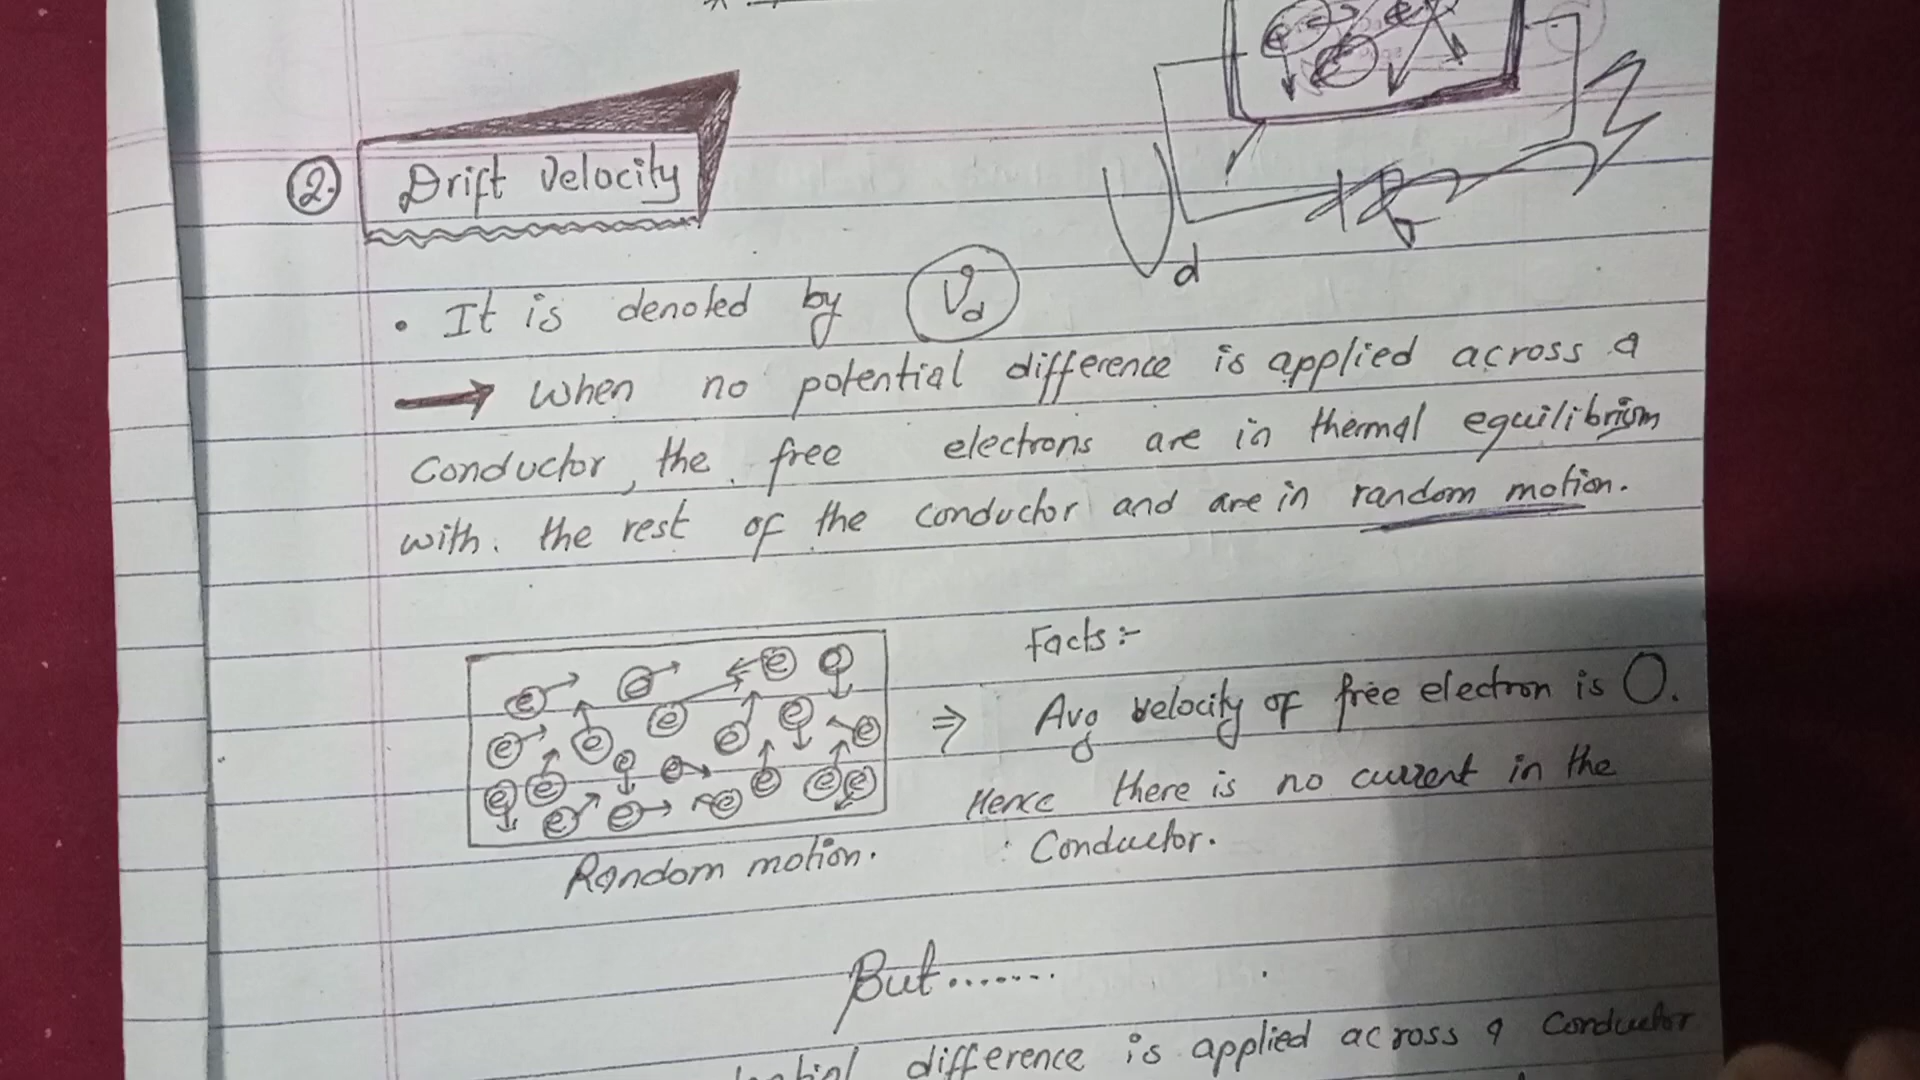 ② Drift Velocity
d
• It is denoted by Vd
→ When no potential difference is applied across a
Conductor, the free electrons are in thermal equilibrium
with. the rest of the conductor and are in random motion.
Facts :-
e e e e
e e e e e e
e e e e e e e
e e e
⇒ Avg velocity of free electron is 0.
Hence there is no current in the
Conductor.
Random motion.
But.......
difference is applied across a Conductor